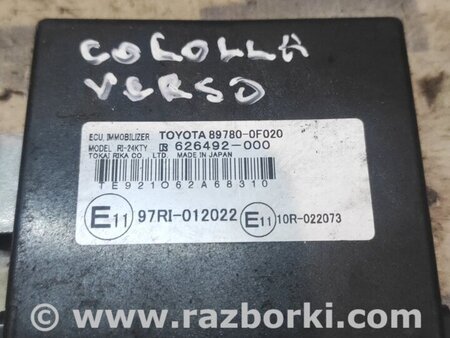 COROLLA
VERSO
ECU, IMMOBILIZER TOYOTA 89780-0F020
MODEL RI-24KTY 626492-000
TOKAI RIKA CO., LTD. MADE IN JAPAN
TE921062A68310
E11 97RI-012022 E11 10R-022073
© www.razborki.com